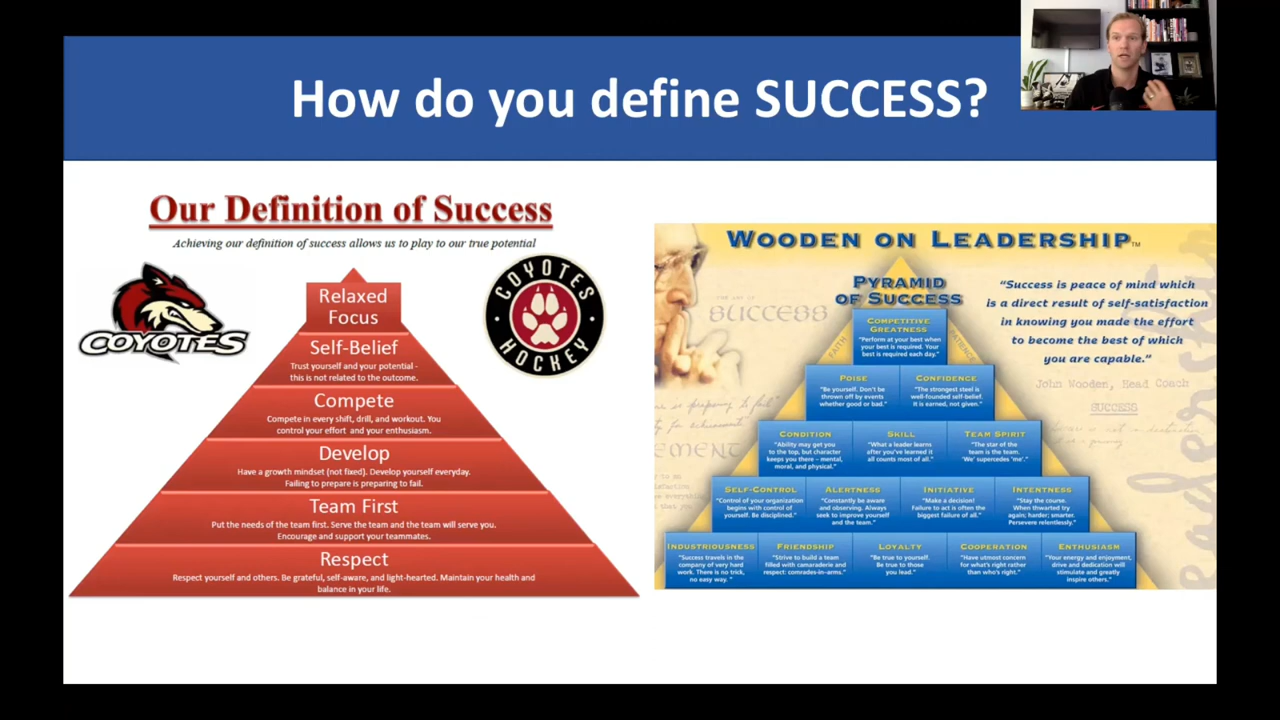 How do you define SUCCESS?
Our Definition of Success
Achieving our definition of success allows us to play to our true potential
COYOTES
COYOTES
HOCKEY
Relaxed
Focus
Self-Belief
Trust yourself and your potential -
this is not related to the outcome.
Compete
Compete in every shift, drill, and workout. You
control your effort and your enthusiasm.
Develop
Have a growth mindset (not fixed). Develop yourself everyday.
Failing to prepare is preparing to fail.
Team First
Put the needs of the team first. Serve the team and the team will serve you.
Encourage and support your teammates.
Respect
Respect yourself and others. Be grateful, self-aware, and light-hearted. Maintain your health and
balance in your life.
WOODEN ON LEADERSHIP™
PYRAMID
OF SUCCESS
SUCCESS
FAITH
PATIENCE
COMPETITIVE
GREATNESS
"Perform at your best when
your best is required. Your
best is required each day."
POISE
"Be yourself. Don't be
thrown off by events
whether good or bad."
CONFIDENCE
"The strongest steel is
well-founded self-belief.
It is earned, not given."
CONDITION
"Ability may get you
to the top, but character
keeps you there – mental,
moral, and physical."
SKILL
"What a leader learns
after you've learned it
all counts most of all."
TEAM SPIRIT
"The star of the
team is the team.
'We' supercedes 'me'."
SELF-CONTROL
"Control of your organization
begins with control of
yourself. Be disciplined."
ALERTNESS
"Constantly be aware
and observing. Always
seek to improve yourself
and the team."
INITIATIVE
"Make a decision!
Failure to act is often the
biggest failure of all."
INTENTNESS
"Stay the course.
When thwarted try
again; harder; smarter.
Persevere relentlessly."
INDUSTRIOUSNESS
"Success travels in the
company of very hard
work. There is no trick,
no easy way."
FRIENDSHIP
"Strive to build a team
filled with camaraderie and
respect: comrades-in-arms."
LOYALTY
"Be true to yourself.
Be true to those
you lead."
COOPERATION
"Have utmost concern
for what's right rather
than who's right."
ENTHUSIASM
"Your energy and enjoyment,
drive and dedication will
stimulate and greatly
inspire others."
"Success is peace of mind which
is a direct result of self-satisfaction
in knowing you made the effort
to become the best of which
you are capable."
John Wooden, Head Coach
SUCCESS